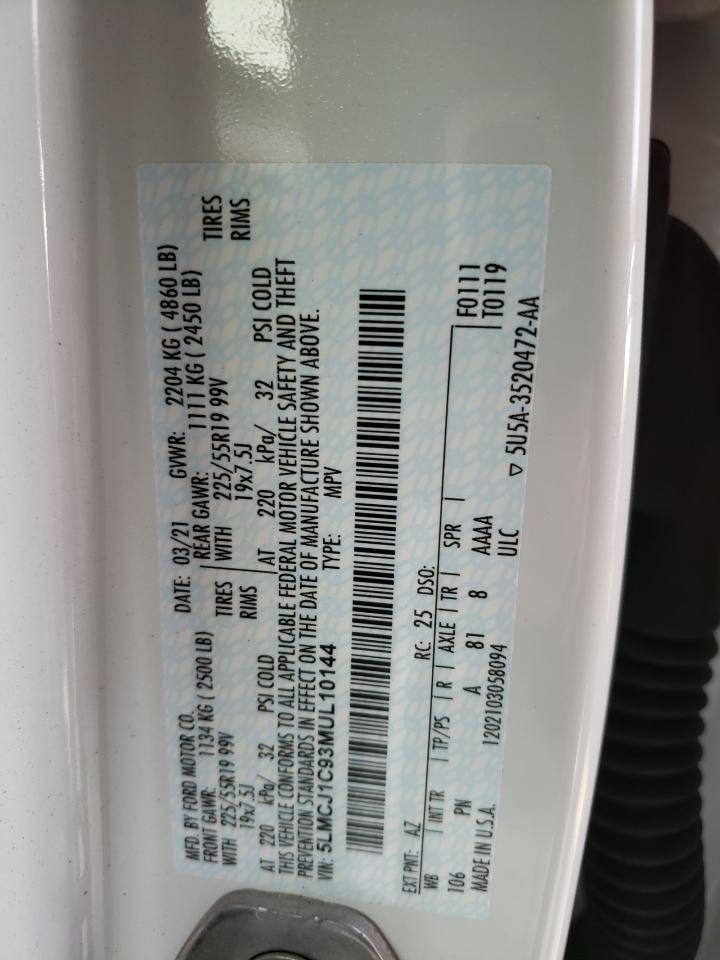 MFD. BY FORD MOTOR CO. DATE: 03/21 GVWR: 2204 KG ( 4860 LB)
FRONT GAWR: 1134 KG ( 2500 LB) REAR GAWR: 1111 KG ( 2450 LB)
WITH 225/55R19 99V TIRES WITH 225/55R19 99V TIRES
19x7.5J RIMS 19x7.5J RIMS
AT 220 kPa/ 32 PSI COLD AT 220 kPa/ 32 PSI COLD
THIS VEHICLE CONFORMS TO ALL APPLICABLE FEDERAL MOTOR VEHICLE SAFETY AND THEFT
PREVENTION STANDARDS IN EFFECT ON THE DATE OF MANUFACTURE SHOWN ABOVE.
VIN: 5LMCJ1C93MUL10144 TYPE: MPV
EXT PNT: AZ RC: 25 DSO:
WB INT TR TP/PS R AXLE TR SPR F0111
106 PN A 81 8 AAAA T0119
ULC
MADE IN U.S.A. 1202103058094 ▽ 5U5A-3520472-AA